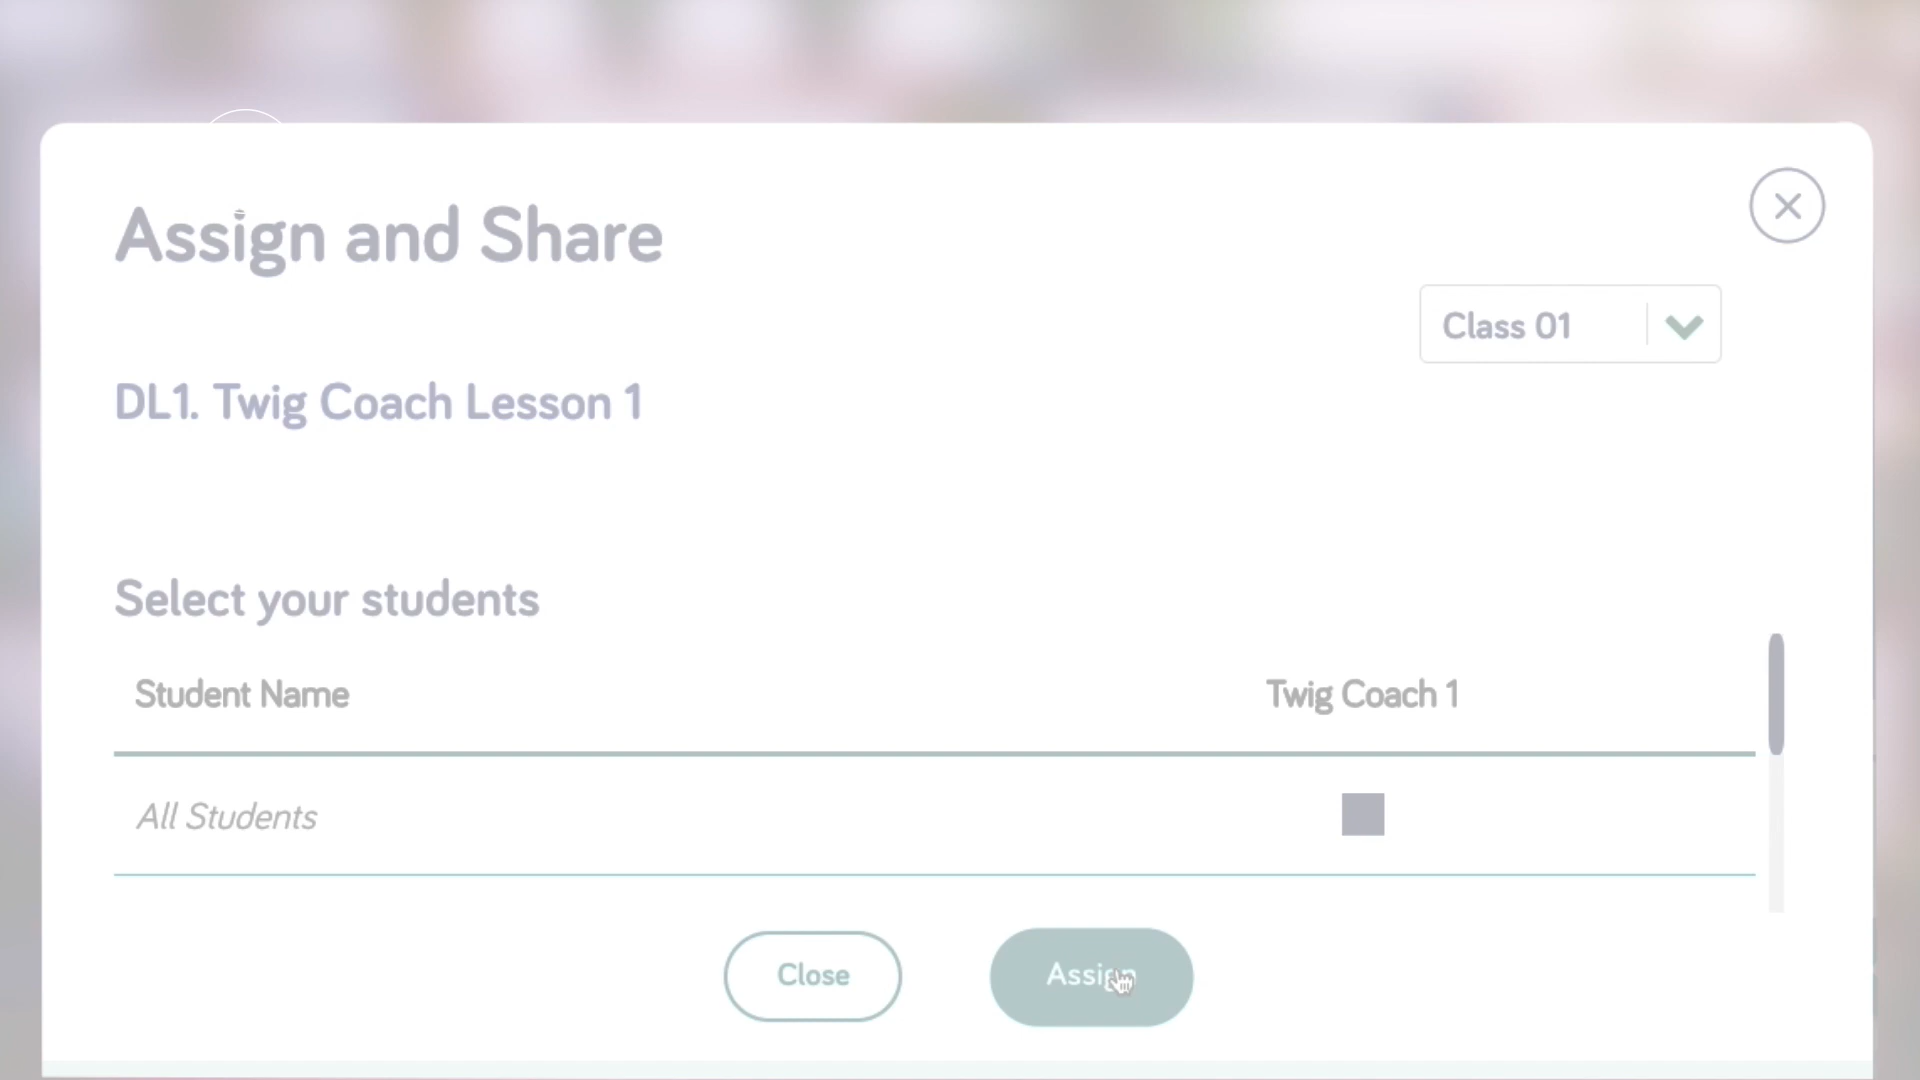 Assign and Share
Class 01
DL1. Twig Coach Lesson 1
Select your students
Student Name
Twig Coach 1
All Students
Close
Assign